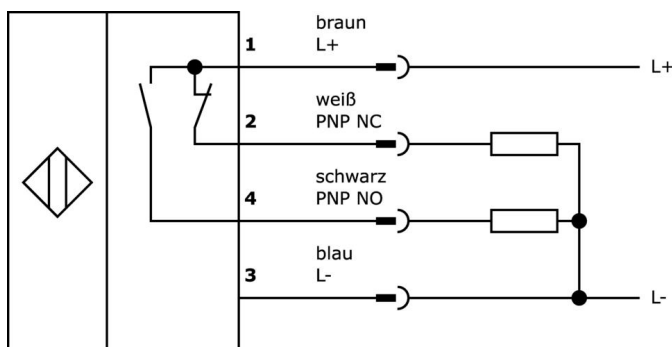 braun
1
L+
L+
weiß
2
PNP NC
schwarz
4
PNP NO
blau
3
L-
L-